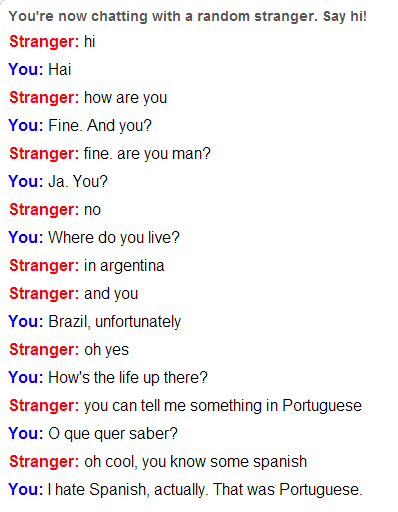 You're now chatting with a random stranger. Say hi!
Stranger: hi
You: Hai
Stranger: how are you
You: Fine. And you?
Stranger: fine. are you man?
You: Ja. You?
Stranger: no
You: Where do you live?
Stranger: in argentina
Stranger: and you
You: Brazil, unfortunately
Stranger: oh yes
You: How's the life up there?
Stranger: you can tell me something in Portuguese
You: O que quer saber?
Stranger: oh cool, you know some spanish
You: I hate Spanish, actually. That was Portuguese.